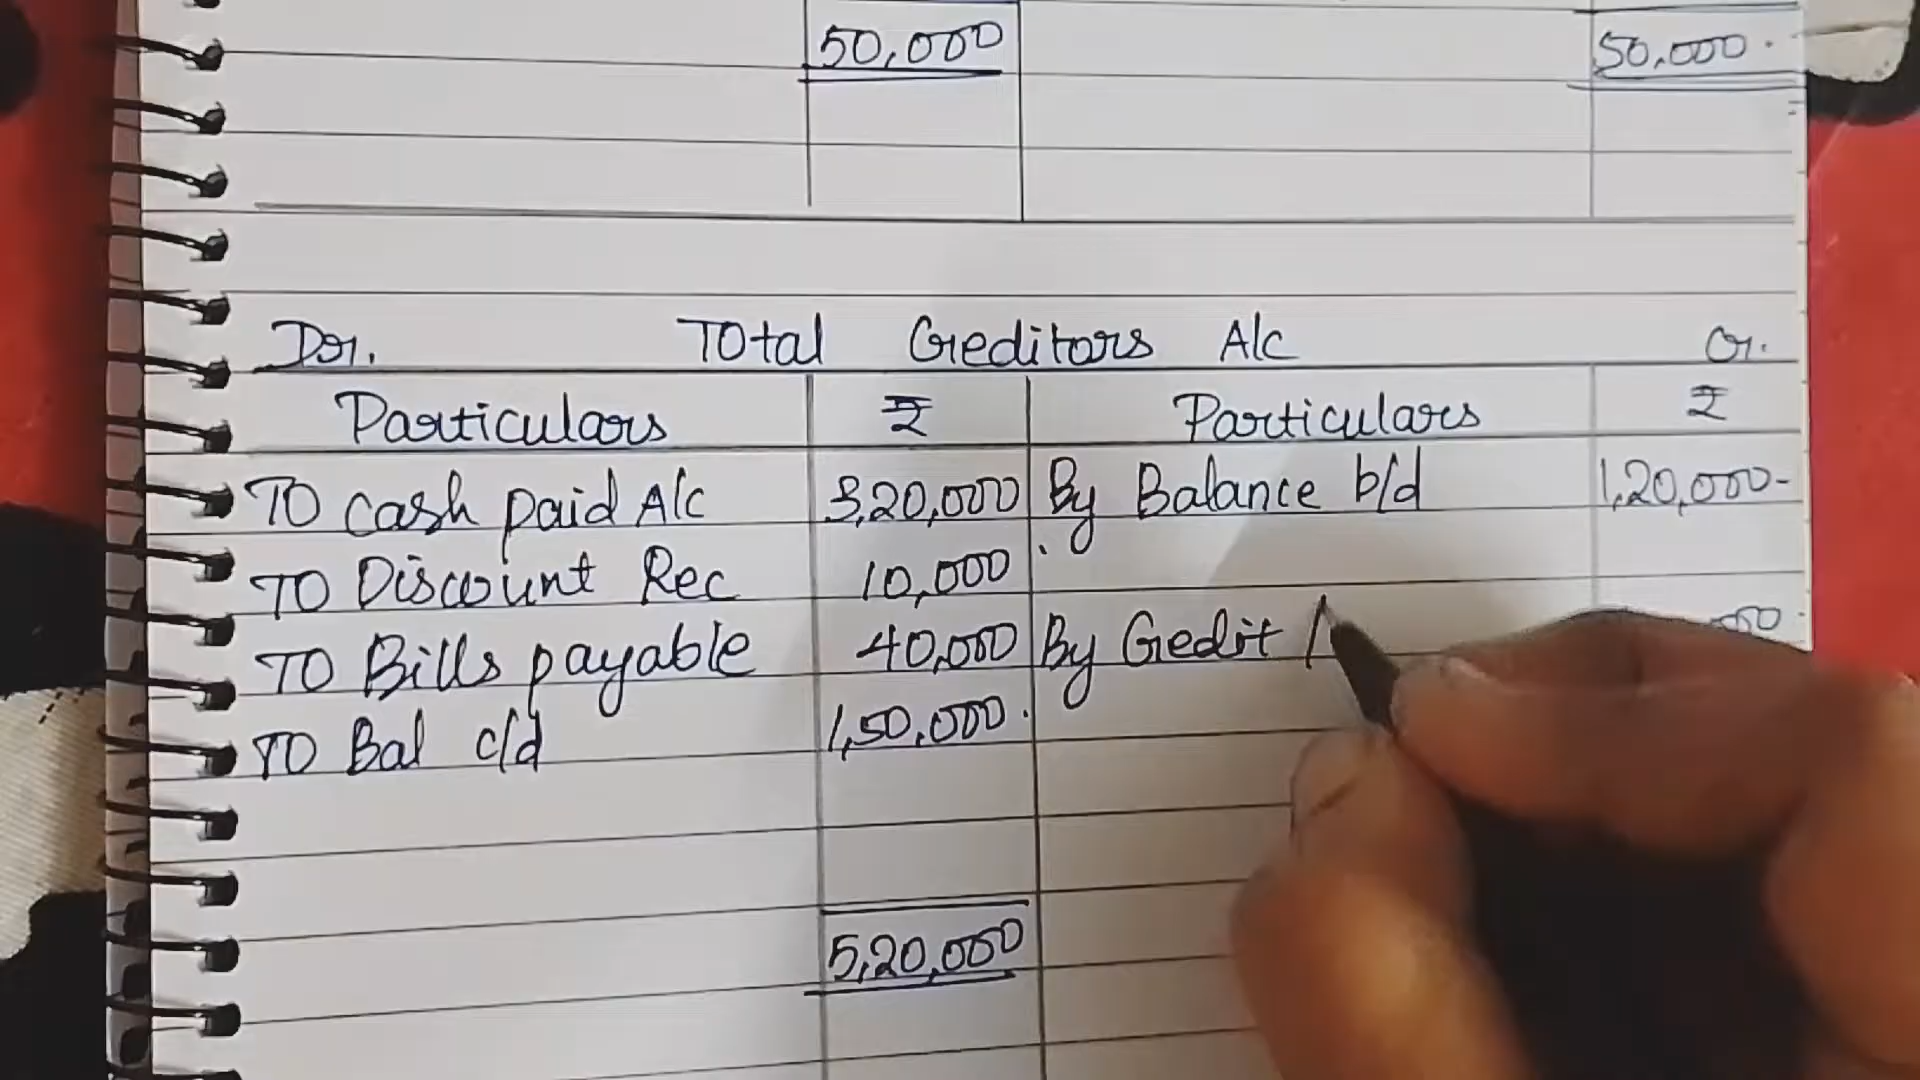 50,000 50,000.
Dr. Total Creditors A/c Cr.
Particulars ₹ Particulars ₹
TO Cash paid A/c 3,20,000 By Balance b/d 1,20,000-
TO Discount Rec 10,000
TO Bills payable 40,000 By Credit
TO Bal c/d 1,50,000.
5,20,000